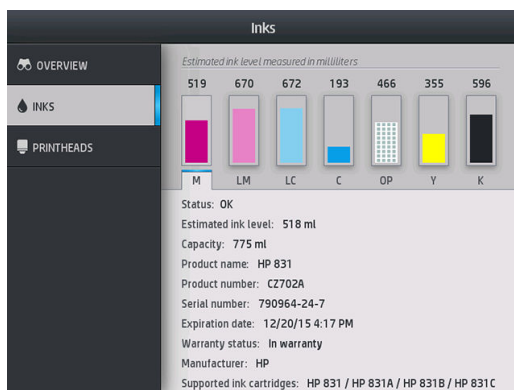 Inks
OVERVIEW
INKS
PRINTHEADS
Estimated ink level measured in milliliters
519 670 672 193 466 355 596
M LM LC C OP Y K
Status: OK
Estimated ink level: 518 ml
Capacity: 775 ml
Product name: HP 831
Product number: CZ702A
Serial number: 790964-24-7
Expiration date: 12/20/15 4:17 PM
Warranty status: In warranty
Manufacturer: HP
Supported ink cartridges: HP 831 / HP 831A / HP 831B / HP 831C